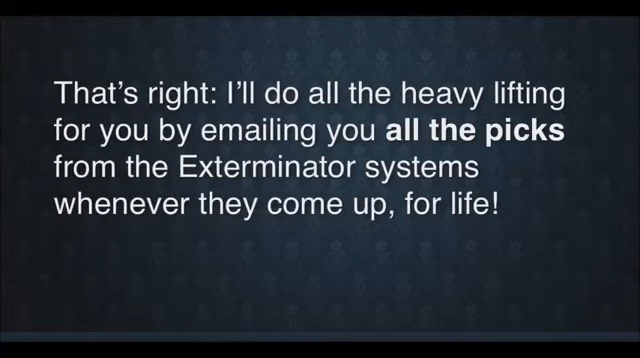 That's right: I'll do all the heavy lifting
for you by emailing you all the picks
from the Exterminator systems
whenever they come up, for life!